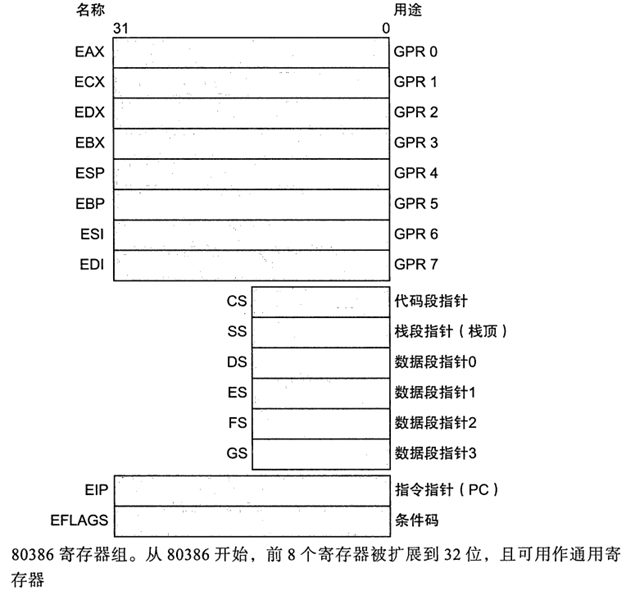 名称 用途
31 0
EAX GPR 0
ECX GPR 1
EDX GPR 2
EBX GPR 3
ESP GPR 4
EBP GPR 5
ESI GPR 6
EDI GPR 7
CS 代码段指针
SS 栈段指针（栈顶）
DS 数据段指针0
ES 数据段指针1
FS 数据段指针2
GS 数据段指针3
EIP 指令指针（PC）
EFLAGS 条件码
80386 寄存器组。从 80386 开始，前 8 个寄存器被扩展到 32 位，且可用作通用寄
存器